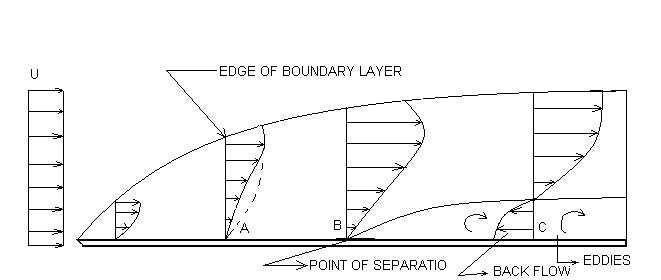 U
EDGE OF BOUNDARY LAYER
A
B
C
POINT OF SEPARATIO
BACK FLOW
EDDIES